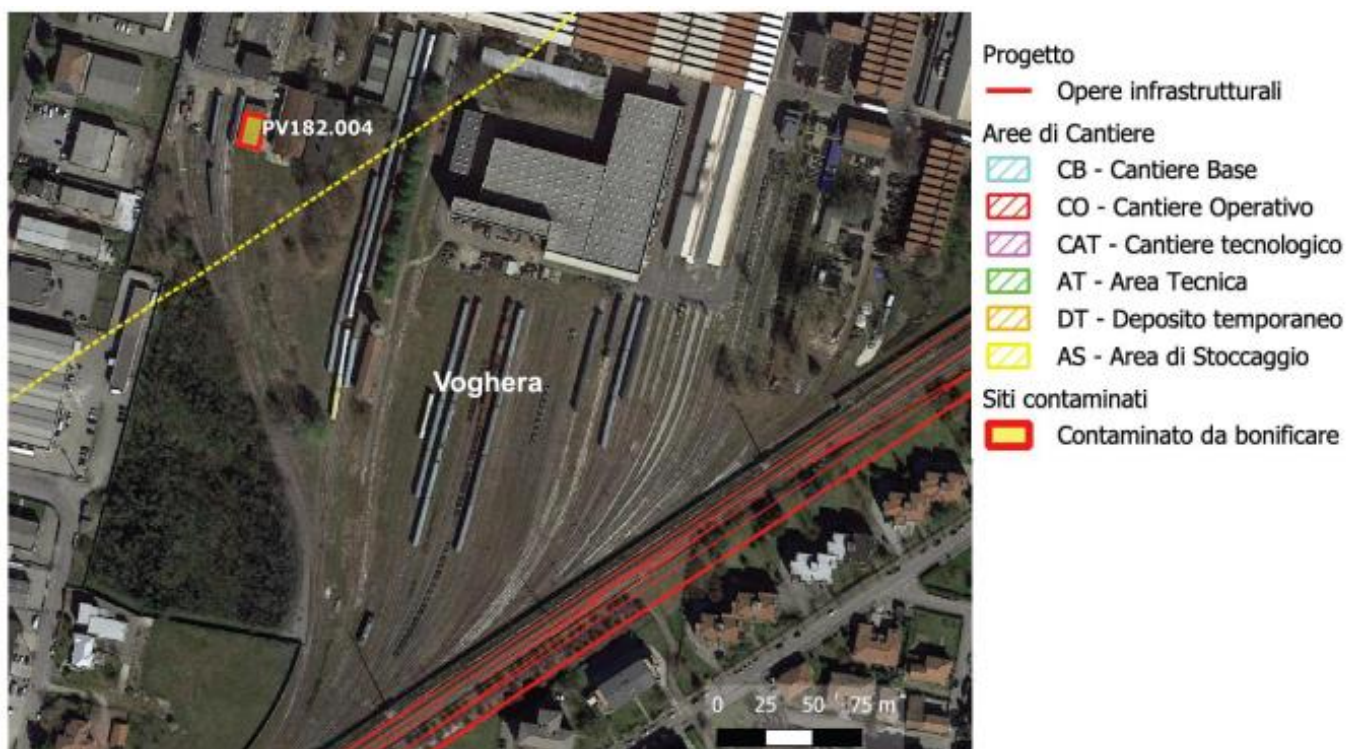 PV182.004
Voghera
0 25 50 75 m
Progetto
Opere infrastrutturali
Aree di Cantiere
CB - Cantiere Base
CO - Cantiere Operativo
CAT - Cantiere tecnologico
AT - Area Tecnica
DT - Deposito temporaneo
AS - Area di Stoccaggio
Siti contaminati
Contaminato da bonificare